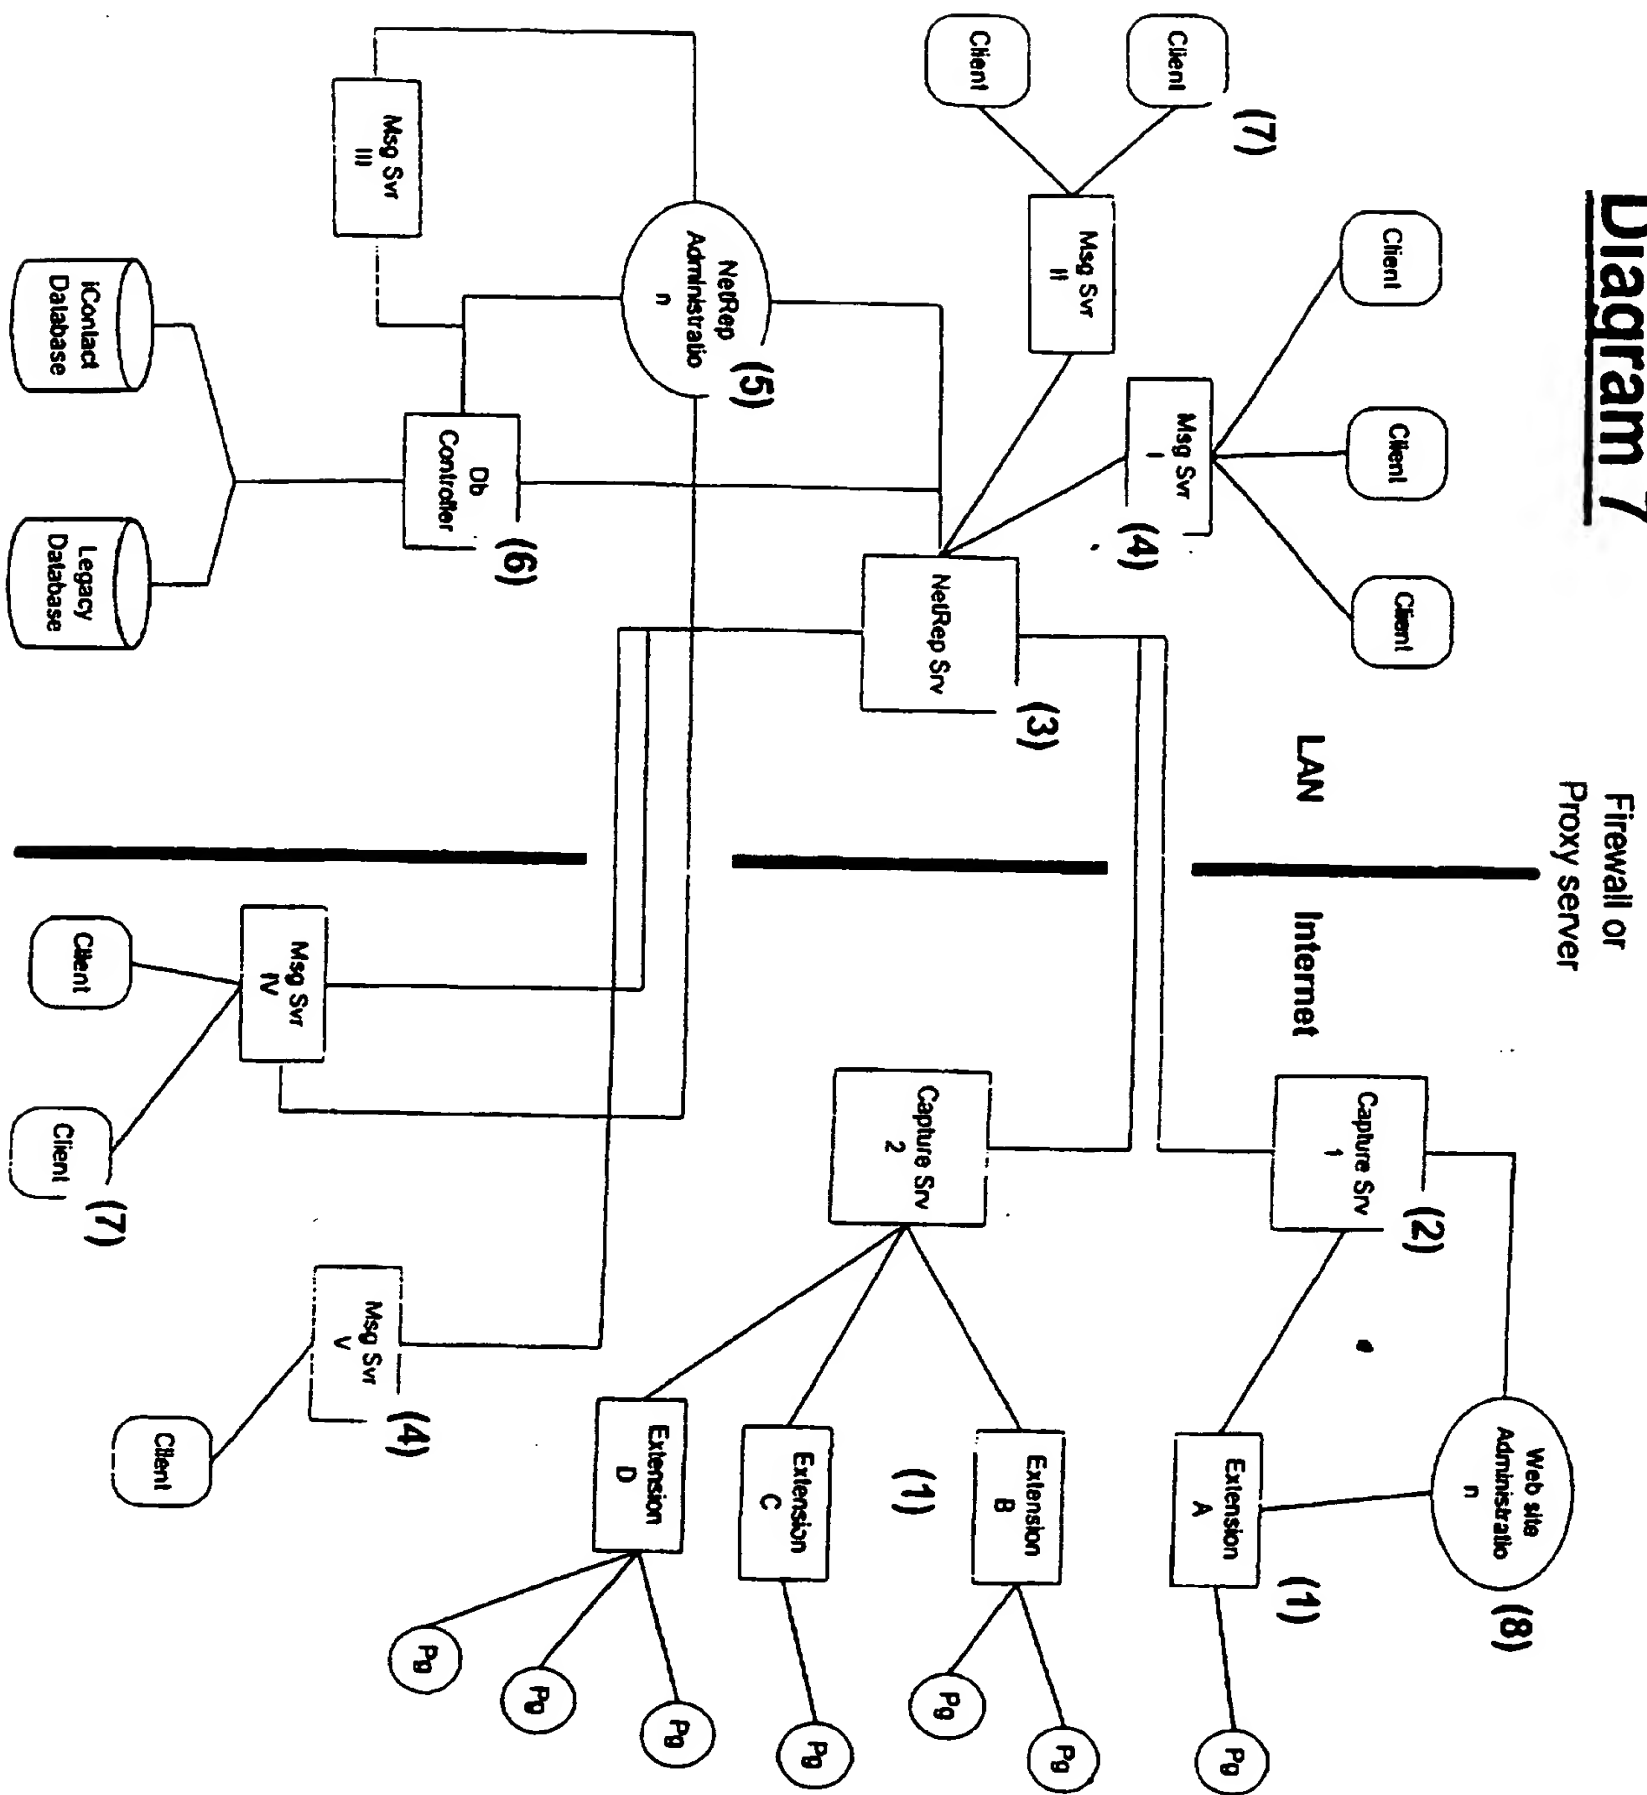 Diagram 7
Firewall or
Proxy server
LAN
Internet
Client
Client
Client
Client
Client
(7)
Msg Svr
II
Msg Svr
I
(4)
Msg Svr
III
NetRep
Administratio
n
(5)
NetRep Srv
(3)
Db
Controller
(6)
iContact
Database
Legacy
Database
Capture Srv
1
(2)
Capture Srv
2
Web site
Administratio
n
(8)
Extension
A
(1)
Extension
B
(1)
Extension
C
Extension
D
Pg
Pg
Pg
Pg
Pg
Pg
Pg
Msg Svr
IV
Client
Client
(7)
Msg Svr
V
(4)
Client